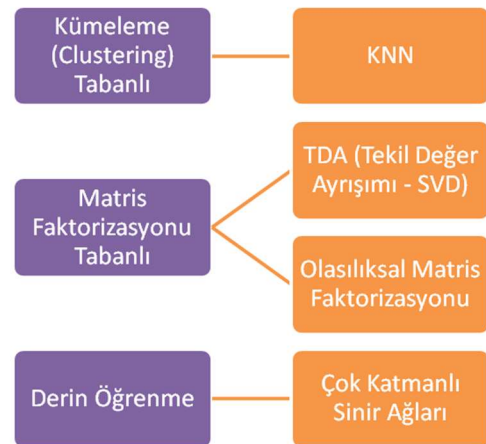 Kümeleme
(Clustering)
Tabanlı
KNN
Matris
Faktorizasyonu
Tabanlı
TDA (Tekil Değer
Ayrışımı - SVD)
Olasılıksal Matris
Faktorizasyonu
Derin Öğrenme
Çok Katmanlı
Sinir Ağları